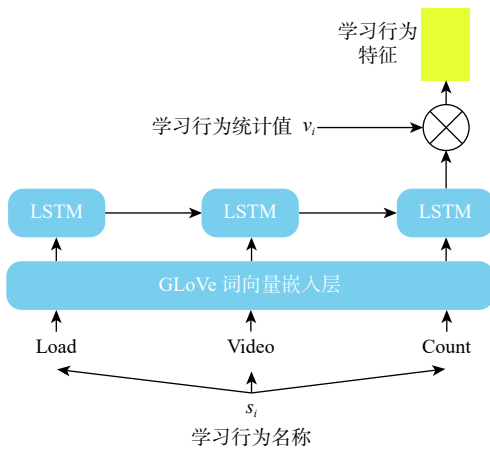 学习行为
特征
学习行为统计值 vᵢ
LSTM LSTM LSTM
GLoVe 词向量嵌入层
Load Video Count
sᵢ
学习行为名称